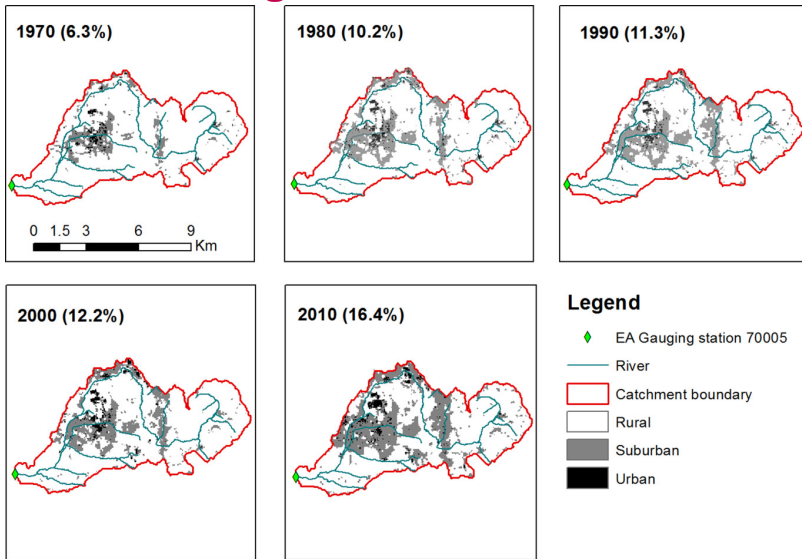 1970 (6.3%)
1980 (10.2%)
1990 (11.3%)
0 1.5 3 6 9
Km
2000 (12.2%)
2010 (16.4%)
Legend
EA Gauging station 70005
River
Catchment boundary
Rural
Suburban
Urban